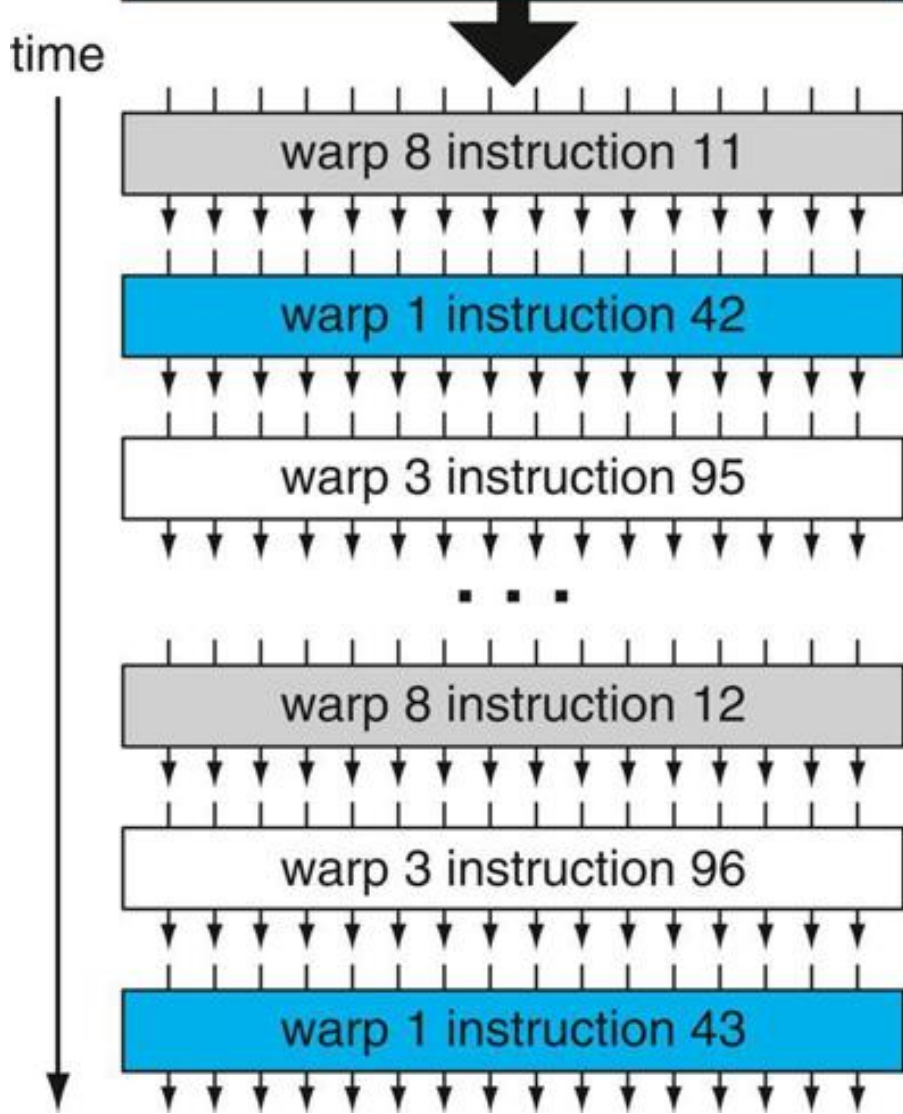 time
warp 8 instruction 11
warp 1 instruction 42
warp 3 instruction 95
. . .
warp 8 instruction 12
warp 3 instruction 96
warp 1 instruction 43